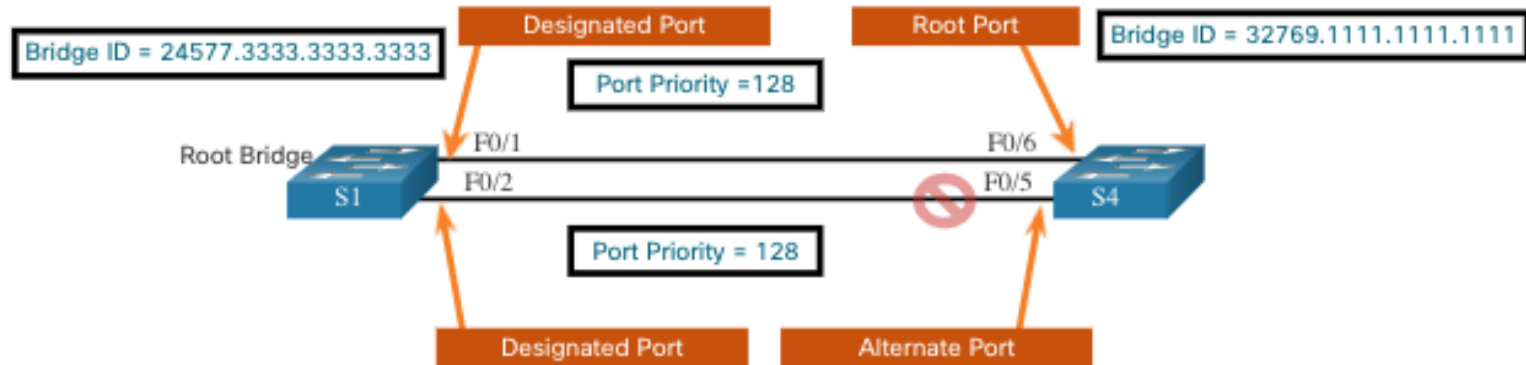 Designated Port
Root Port
Bridge ID = 24577.3333.3333.3333
Bridge ID = 32769.1111.1111.1111
Port Priority =128
Root Bridge
F0/1
F0/6
S1
F0/2
F0/5
S4
Port Priority = 128
Designated Port
Alternate Port